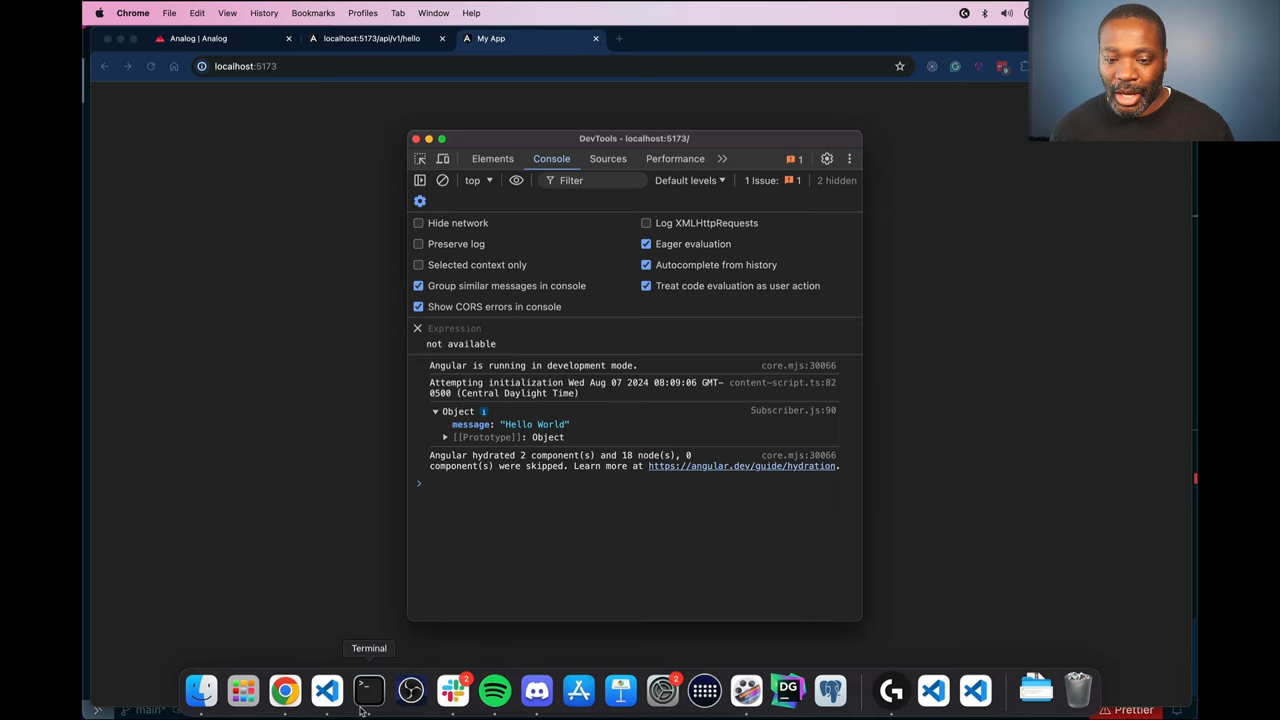 Chrome File Edit View History Bookmarks Profiles Tab Window Help
Analog | Analog
localhost:5173/api/v1/hello
My App
localhost:5173
9
DevTools - localhost:5173/
Elements Console Sources Performance 1
top Filter Default levels 1 Issue: 1 2 hidden
Hide network Log XMLHttpRequests
Preserve log Eager evaluation
Selected context only Autocomplete from history
Group similar messages in console Treat code evaluation as user action
Show CORS errors in console
Expression
not available
Angular is running in development mode. core.mjs:30066
Attempting initialization Wed Aug 07 2024 08:09:06 GMT- content-script.ts:82
0500 (Central Daylight Time)
Object i Subscriber.js:90
message: "Hello World"
[[Prototype]]: Object
Angular hydrated 2 component(s) and 18 node(s), 0 core.mjs:30066
component(s) were skipped. Learn more at https://angular.dev/guide/hydration.
Terminal
2 2
DG
main* Prettier